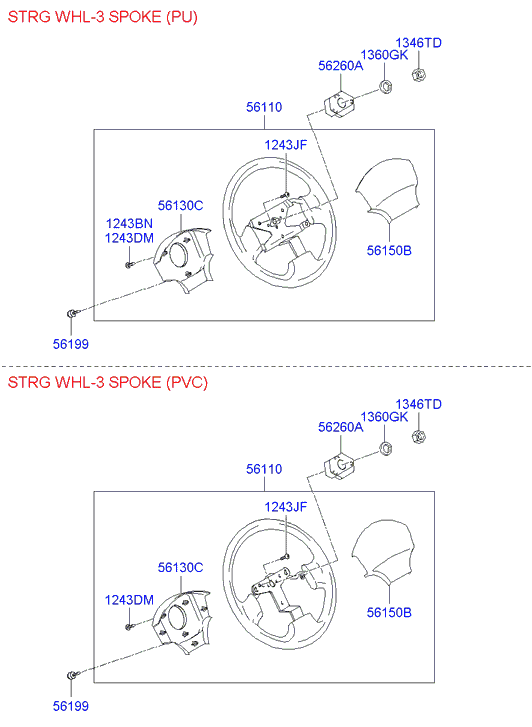 STRG WHL-3 SPOKE (PU)
1346TD
1360GK
56260A
56110
1243JF
56130C
1243BN
1243DM
56150B
56199
STRG WHL-3 SPOKE (PVC)
1346TD
1360GK
56260A
56110
1243JF
56130C
1243DM
56150B
56199